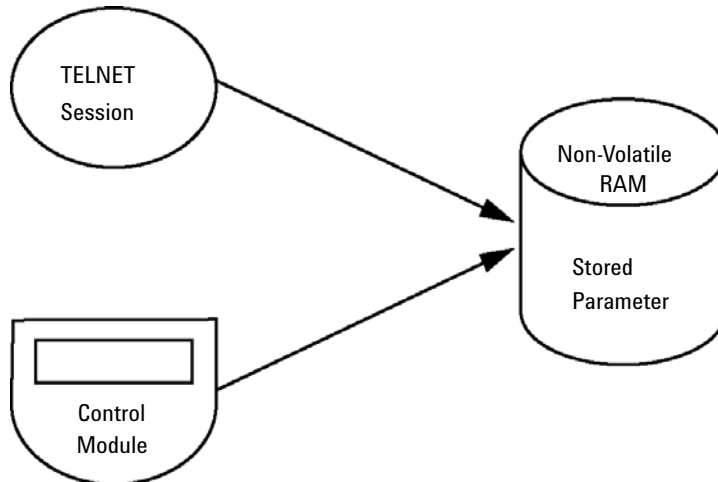 TELNET
Session
Non-Volatile
RAM
Stored
Parameter
Control
Module